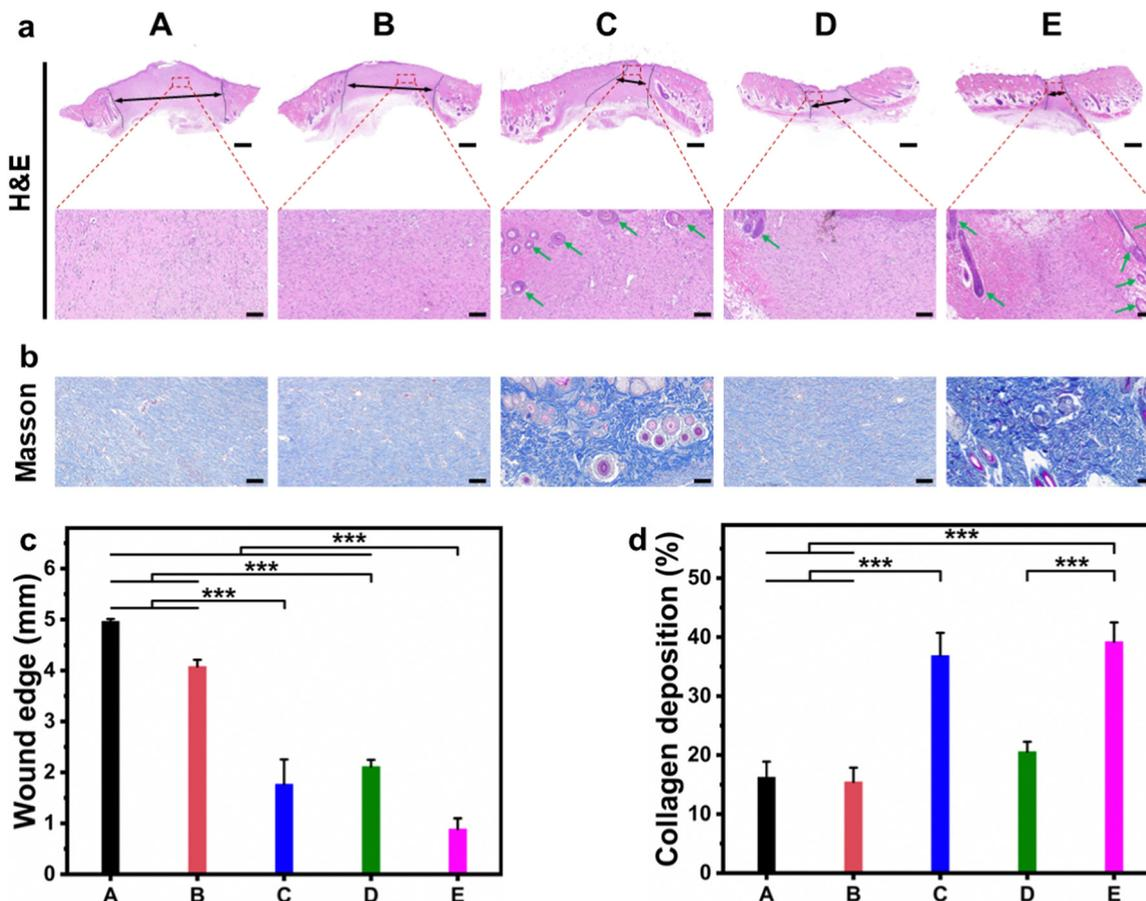 a
A B C D E
H&E
b
Masson
c
Wound edge (mm)
6
5
4
3
2
1
0
***
***
***
A B C D E
d
Collagen deposition (%)
50
40
30
20
10
0
***
***
***
A B C D E